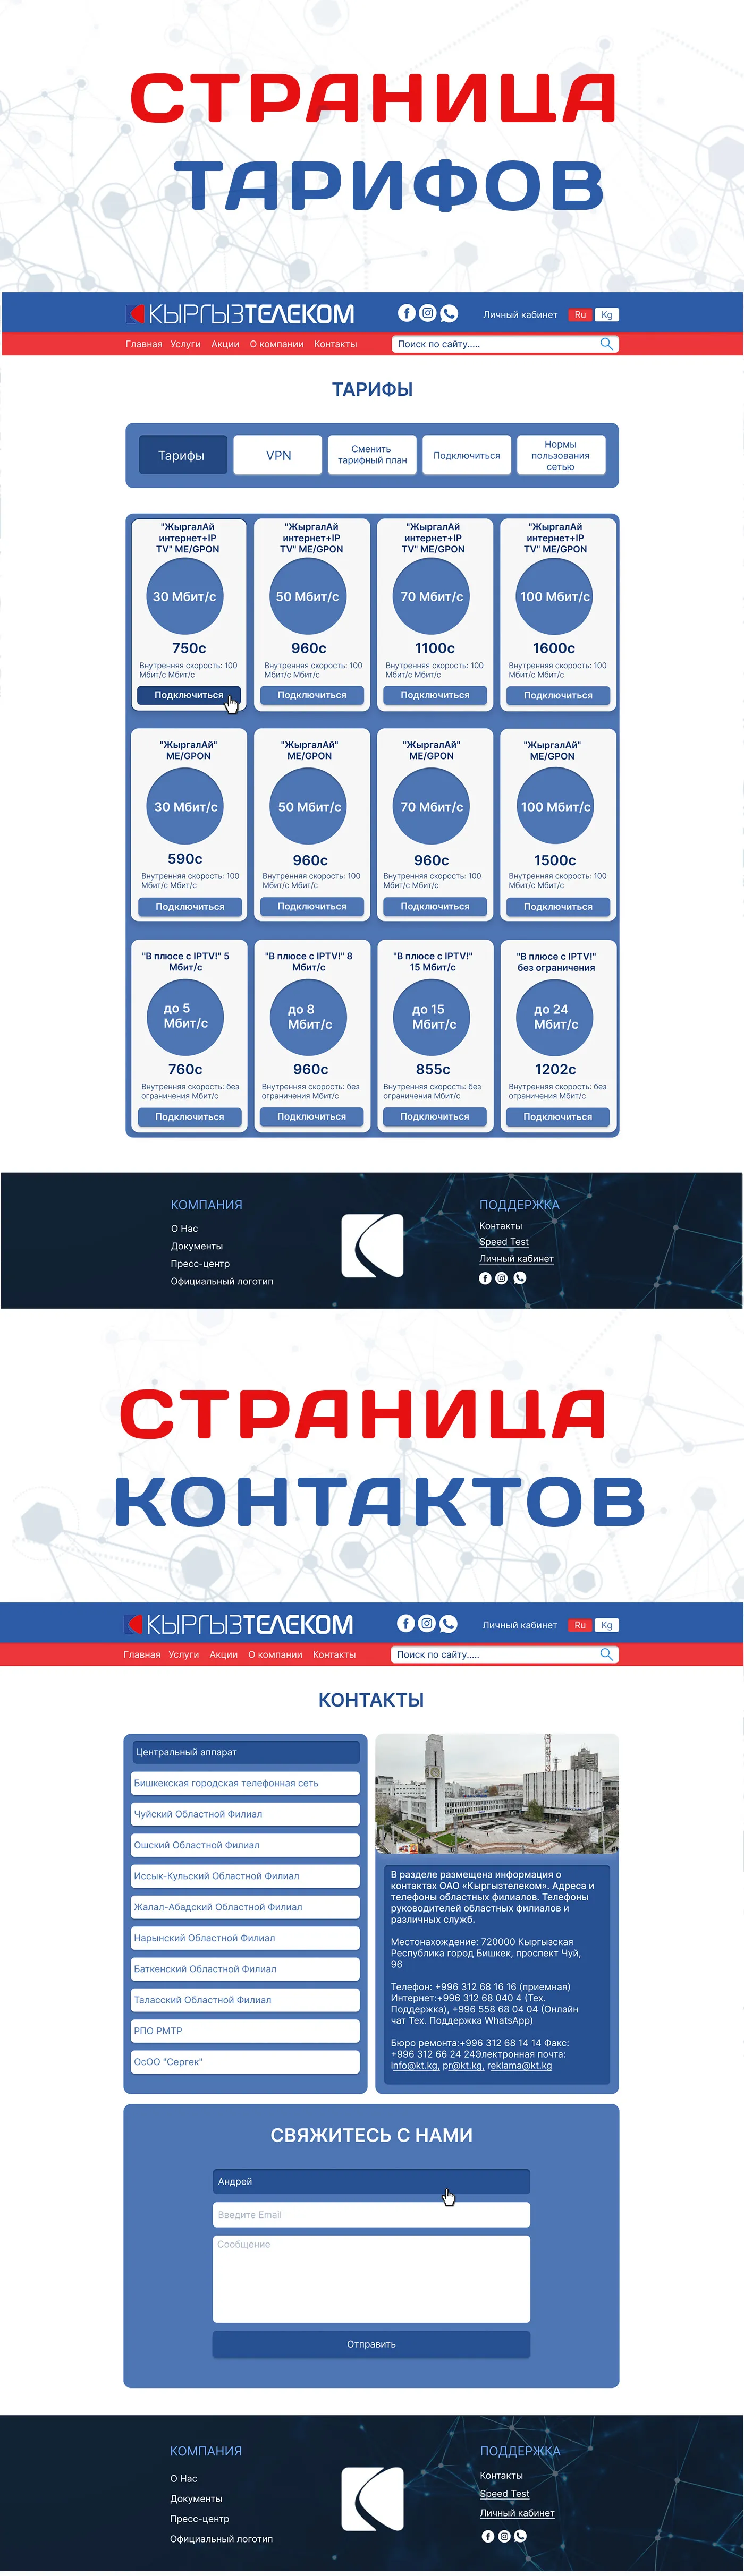 СТРАНИЦА
ТАРИФОВ
КЫРГЫЗТЕЛЕКОМ
Личный кабинет
Ru
Kg
Главная Услуги Акции О компании Контакты
Поиск по сайту.....
ТАРИФЫ
Тарифы
VPN
Сменить
тарифный план
Подключиться
Нормы
пользования
сетью
"ЖыргалАй
интернет+IP
TV" ME/GPON
30 Мбит/с
750с
Внутренняя скорость: 100
Мбит/с Мбит/с
Подключиться
"ЖыргалАй
интернет+IP
TV" ME/GPON
50 Мбит/с
960с
Внутренняя скорость: 100
Мбит/с Мбит/с
Подключиться
"ЖыргалАй
интернет+IP
TV" ME/GPON
70 Мбит/с
1100с
Внутренняя скорость: 100
Мбит/с Мбит/с
Подключиться
"ЖыргалАй
интернет+IP
TV" ME/GPON
100 Мбит/с
1600с
Внутренняя скорость: 100
Мбит/с Мбит/с
Подключиться
"ЖыргалАй"
ME/GPON
30 Мбит/с
590с
Внутренняя скорость: 100
Мбит/с Мбит/с
Подключиться
"ЖыргалАй"
ME/GPON
50 Мбит/с
960с
Внутренняя скорость: 100
Мбит/с Мбит/с
Подключиться
"ЖыргалАй"
ME/GPON
70 Мбит/с
960с
Внутренняя скорость: 100
Мбит/с Мбит/с
Подключиться
"ЖыргалАй"
ME/GPON
100 Мбит/с
1500с
Внутренняя скорость: 100
Мбит/с Мбит/с
Подключиться
"В плюсе с IPTV!" 5
Мбит/с
до 5
Мбит/с
760с
Внутренняя скорость: без
ограничения Мбит/с
Подключиться
"В плюсе с IPTV!" 8
Мбит/с
до 8
Мбит/с
960с
Внутренняя скорость: без
ограничения Мбит/с
Подключиться
"В плюсе с IPTV!"
15 Мбит/с
до 15
Мбит/с
855с
Внутренняя скорость: без
ограничения Мбит/с
Подключиться
"В плюсе с IPTV!"
без ограничения
до 24
Мбит/с
1202с
Внутренняя скорость: без
ограничения Мбит/с
Подключиться
КОМПАНИЯ
О Нас
Документы
Пресс-центр
Официальный логотип
ПОДДЕРЖКА
Контакты
Speed Test
Личный кабинет
СТРАНИЦА
КОНТАКТОВ
КЫРГЫЗТЕЛЕКОМ
Личный кабинет
Ru
Kg
Главная Услуги Акции О компании Контакты
Поиск по сайту.....
КОНТАКТЫ
Центральный аппарат
Бишкекская городская телефонная сеть
Чуйский Областной Филиал
Ошский Областной Филиал
Иссык-Кульский Областной Филиал
Жалал-Абадский Областной Филиал
Нарынский Областной Филиал
Баткенский Областной Филиал
Таласский Областной Филиал
РПО РМТР
ОсОО "Сергек"
В разделе размещена информация о
контактах ОАО «Кыргызтелеком». Адреса и
телефоны областных филиалов. Телефоны
руководителей областных филиалов и
различных служб.
Местонахождение: 720000 Кыргызская
Республика город Бишкек, проспект Чуй,
96
Телефон: +996 312 68 16 16 (приемная)
Интернет:+996 312 68 040 4 (Тех.
Поддержка), +996 558 68 04 04 (Онлайн
чат Тех. Поддержка WhatsApp)
Бюро ремонта:+996 312 68 14 14 Факс:
+996 312 66 24 24Электронная почта:
info@kt.kg, pr@kt.kg, reklama@kt.kg
СВЯЖИТЕСЬ С НАМИ
Андрей
Введите Email
Сообщение
Отправить
КОМПАНИЯ
О Нас
Документы
Пресс-центр
Официальный логотип
ПОДДЕРЖКА
Контакты
Speed Test
Личный кабинет